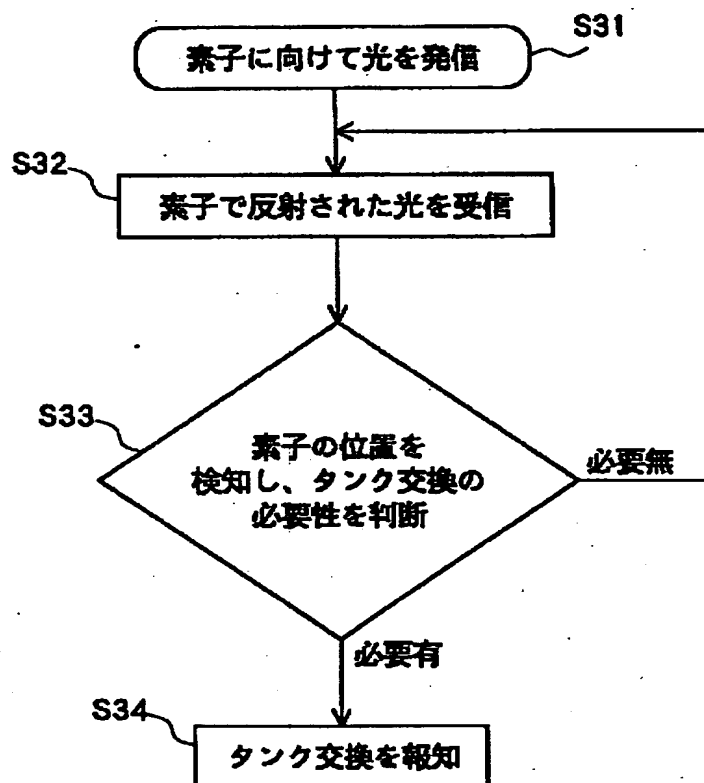 S31
素子に向けて光を発信
S32
素子で反射された光を受信
S33
素子の位置を
検知し、タンク交換の
必要性を判断
必要無
必要有
S34
タンク交換を報知